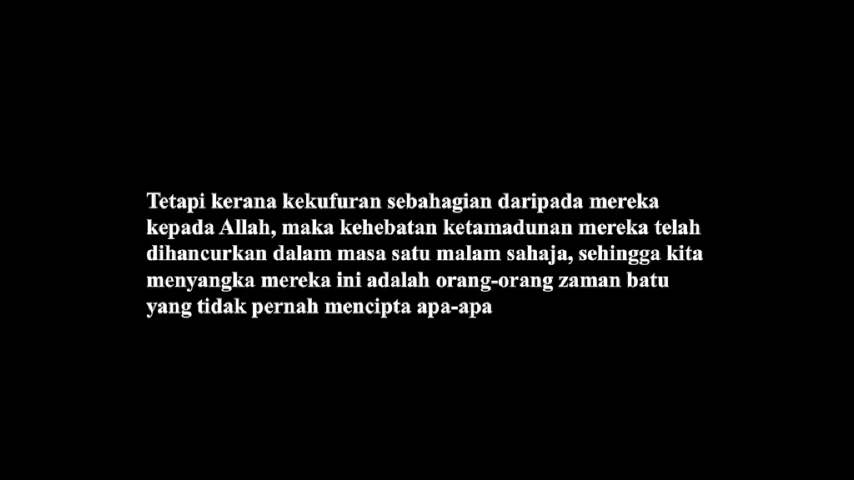 Tetapi kerana kekufuran sebahagian daripada mereka
kepada Allah, maka kehebatan ketamadunan mereka telah
dihancurkan dalam masa satu malam sahaja, sehingga kita
menyangka mereka ini adalah orang-orang zaman batu
yang tidak pernah mencipta apa-apa